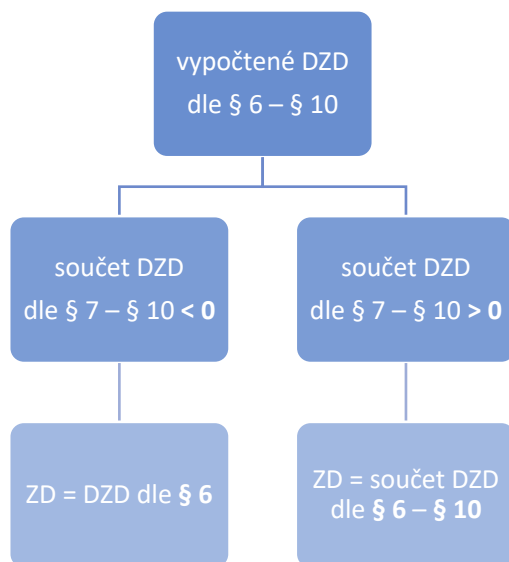 vypočtené DZD
dle § 6 – § 10
součet DZD
dle § 7 – § 10 < 0
součet DZD
dle § 7 – § 10 > 0
ZD = DZD dle § 6
ZD = součet DZD
dle § 6 – § 10